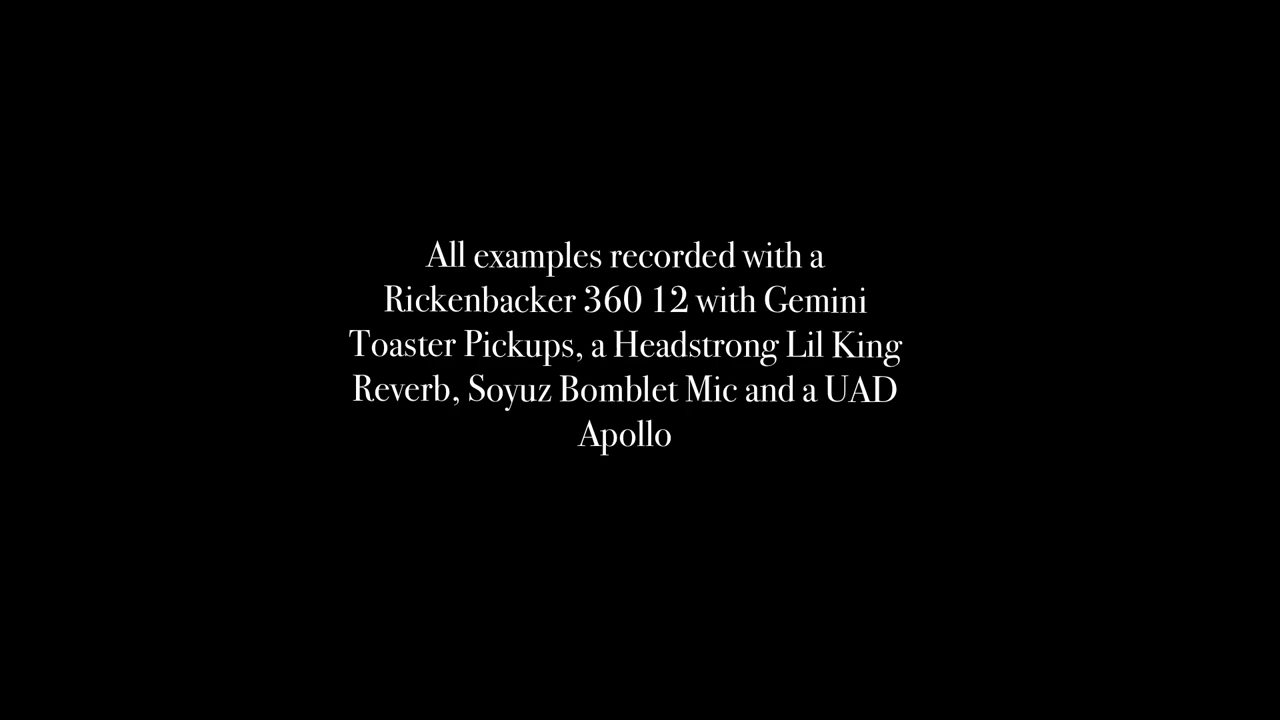 All examples recorded with a
Rickenbacker 360 12 with Gemini
Toaster Pickups, a Headstrong Lil King
Reverb, Soyuz Bomblet Mic and a UAD
Apollo